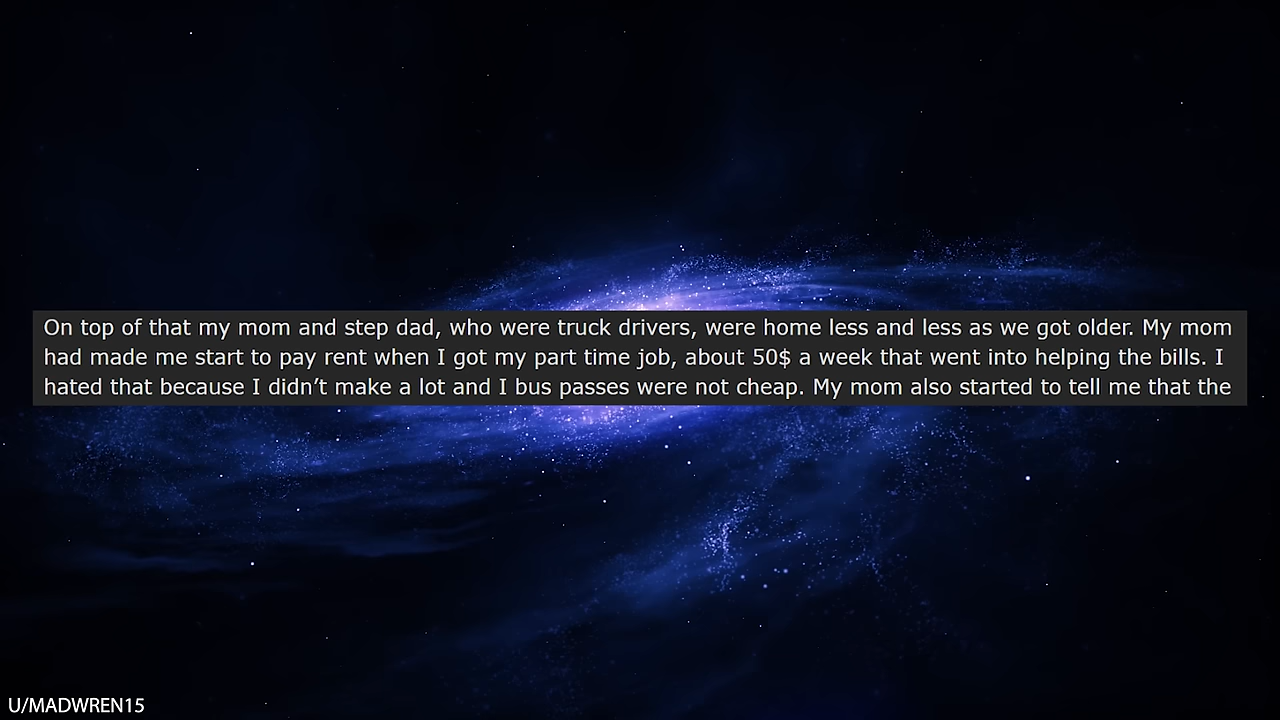 On top of that my mom and step dad, who were truck drivers, were home less and less as we got older. My mom
had made me start to pay rent when I got my part time job, about 50$ a week that went into helping the bills. I
hated that because I didn’t make a lot and I bus passes were not cheap. My mom also started to tell me that the
U/MADWREN15